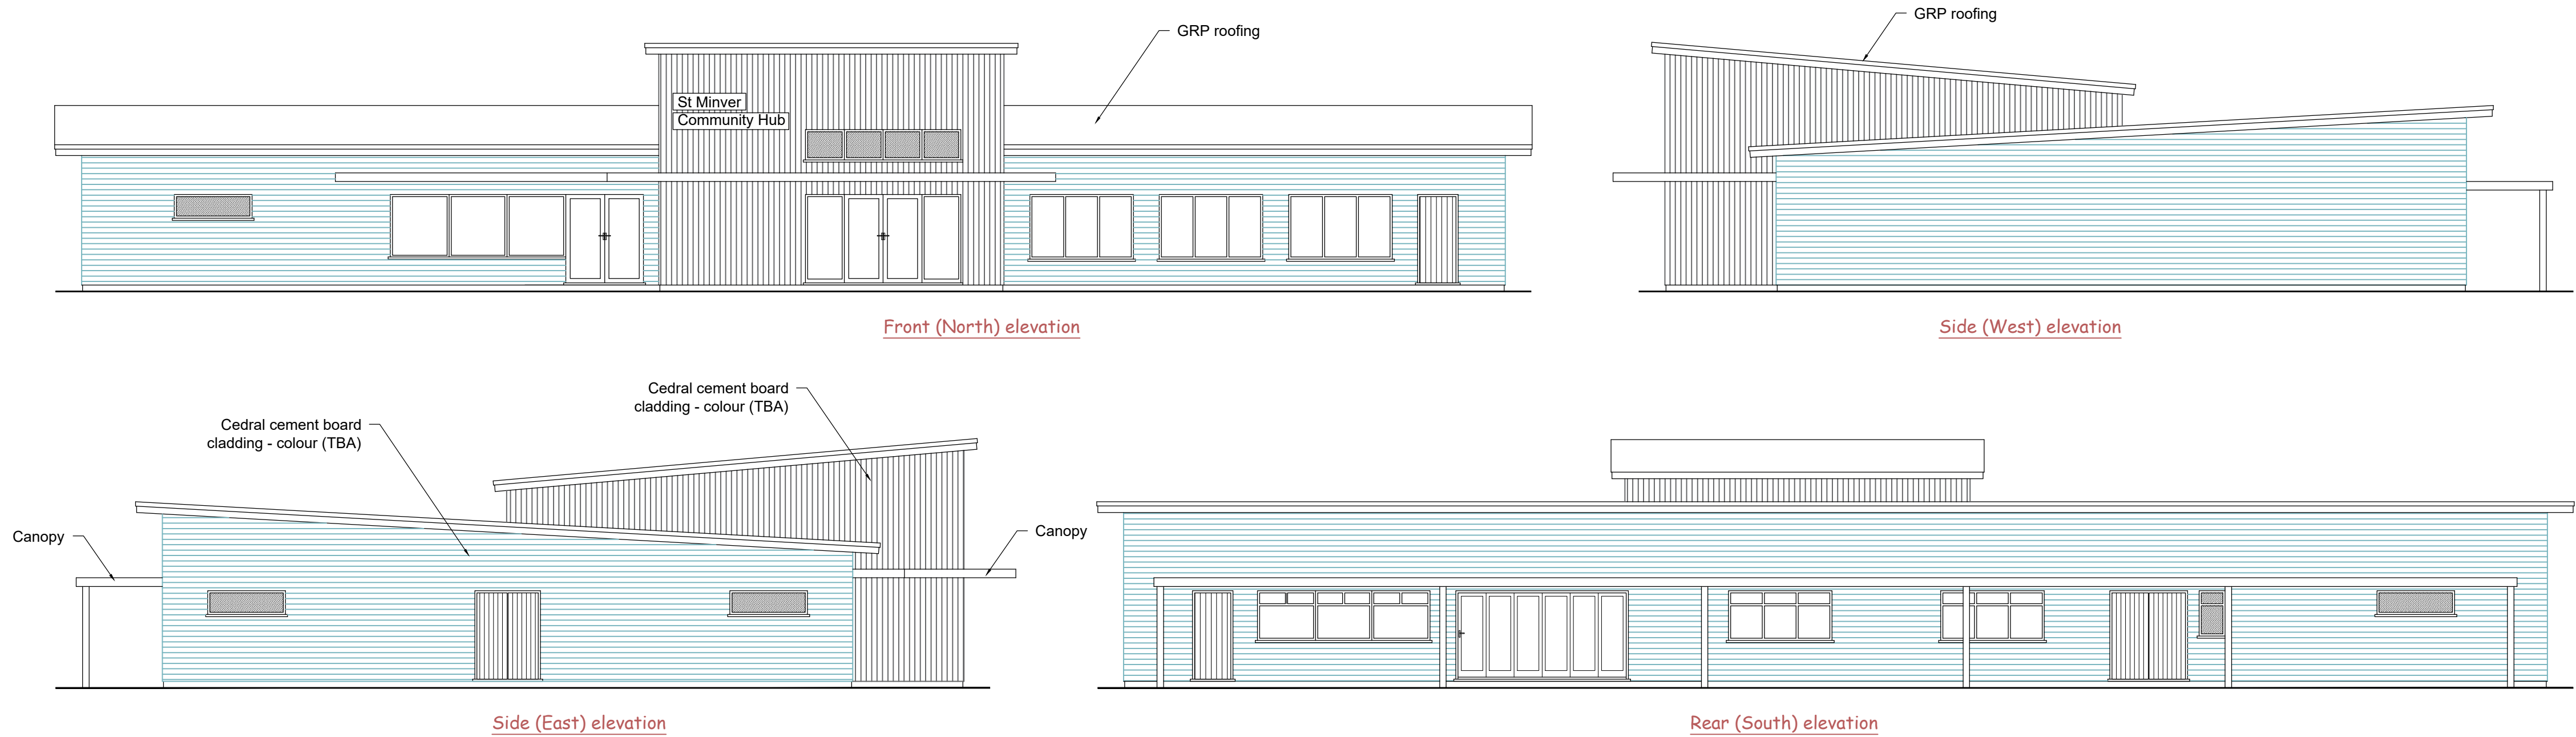 GRP roofing
St Minver
Community Hub
Front (North) elevation
GRP roofing
Side (West) elevation
Cedral cement board
cladding - colour (TBA)
Cedral cement board
cladding - colour (TBA)
Canopy
Canopy
Side (East) elevation
Rear (South) elevation